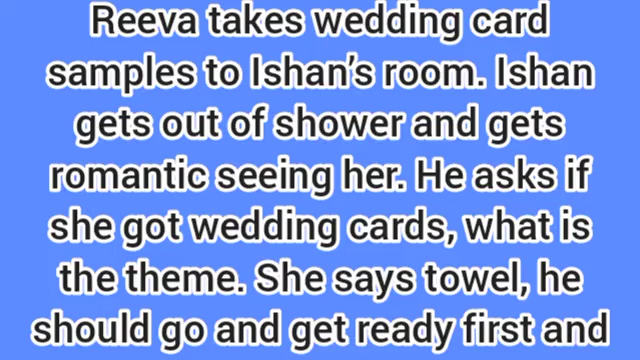 Reeva takes wedding card
samples to Ishan’s room. Ishan
gets out of shower and gets
romantic seeing her. He asks if
she got wedding cards, what is
the theme. She says towel, he
should go and get ready first and